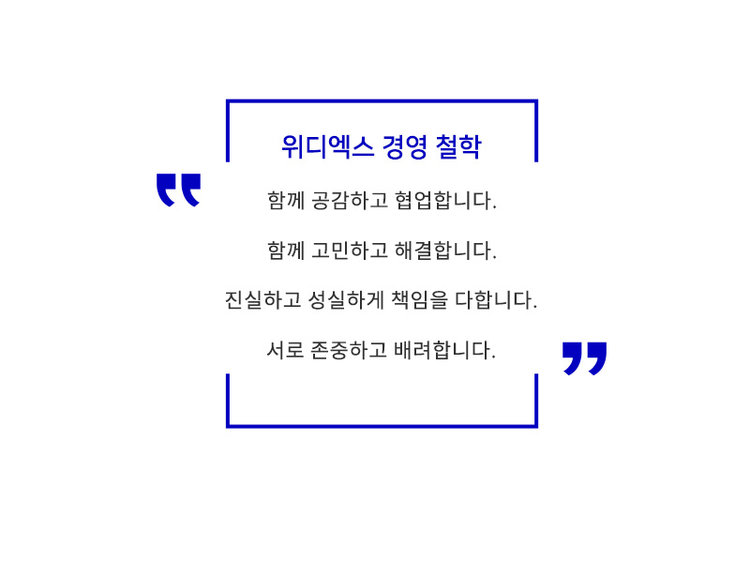 위디엑스 경영 철학
함께 공감하고 협업합니다.
함께 고민하고 해결합니다.
진실하고 성실하게 책임을 다합니다.
서로 존중하고 배려합니다.